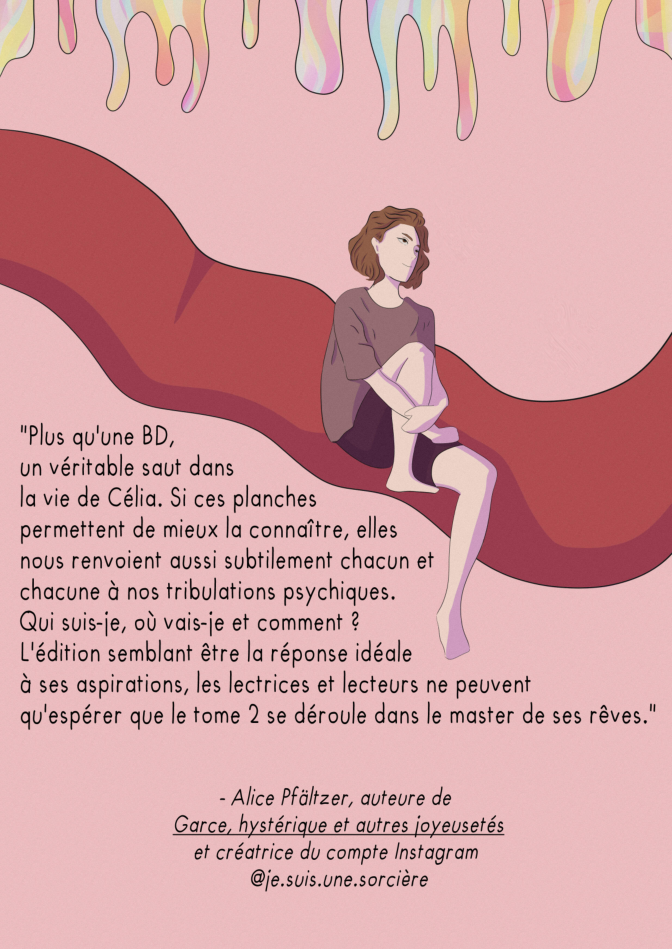 "Plus qu'une BD,
un véritable saut dans
la vie de Célia. Si ces planches
permettent de mieux la connaître, elles
nous renvoient aussi subtilement chacun et
chacune à nos tribulations psychiques.
Qui suis-je, où vais-je et comment ?
L'édition semblant être la réponse idéale
à ses aspirations, les lectrices et lecteurs ne peuvent
qu'espérer que le tome 2 se déroule dans le master de ses rêves."
- Alice Pfältzer, auteure de
Garce, hystérique et autres joyeusetés
et créatrice du compte Instagram
@je.suis.une.sorcière